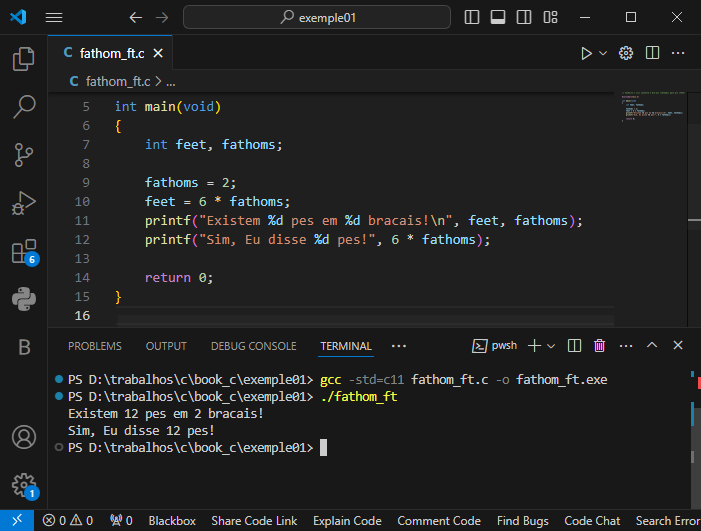 exemple01
C fathom_ft.c
C fathom_ft.c > ...
5 int main(void)
6 {
7 int feet, fathoms;
8
9 fathoms = 2;
10 feet = 6 * fathoms;
11 printf("Existem %d pes em %d bracais!\n", feet, fathoms);
12 printf("Sim, Eu disse %d pes!", 6 * fathoms);
13
14 return 0;
15 }
16
PROBLEMS OUTPUT DEBUG CONSOLE TERMINAL ... pwsh
PS D:\trabalhos\c\book_c\exemple01> gcc -std=c11 fathom_ft.c -o fathom_ft.exe
PS D:\trabalhos\c\book_c\exemple01> ./fathom_ft
Existem 12 pes em 2 bracais!
Sim, Eu disse 12 pes!
PS D:\trabalhos\c\book_c\exemple01>
6
B
1
0 0 0 Blackbox Share Code Link Explain Code Comment Code Find Bugs Code Chat Search Error